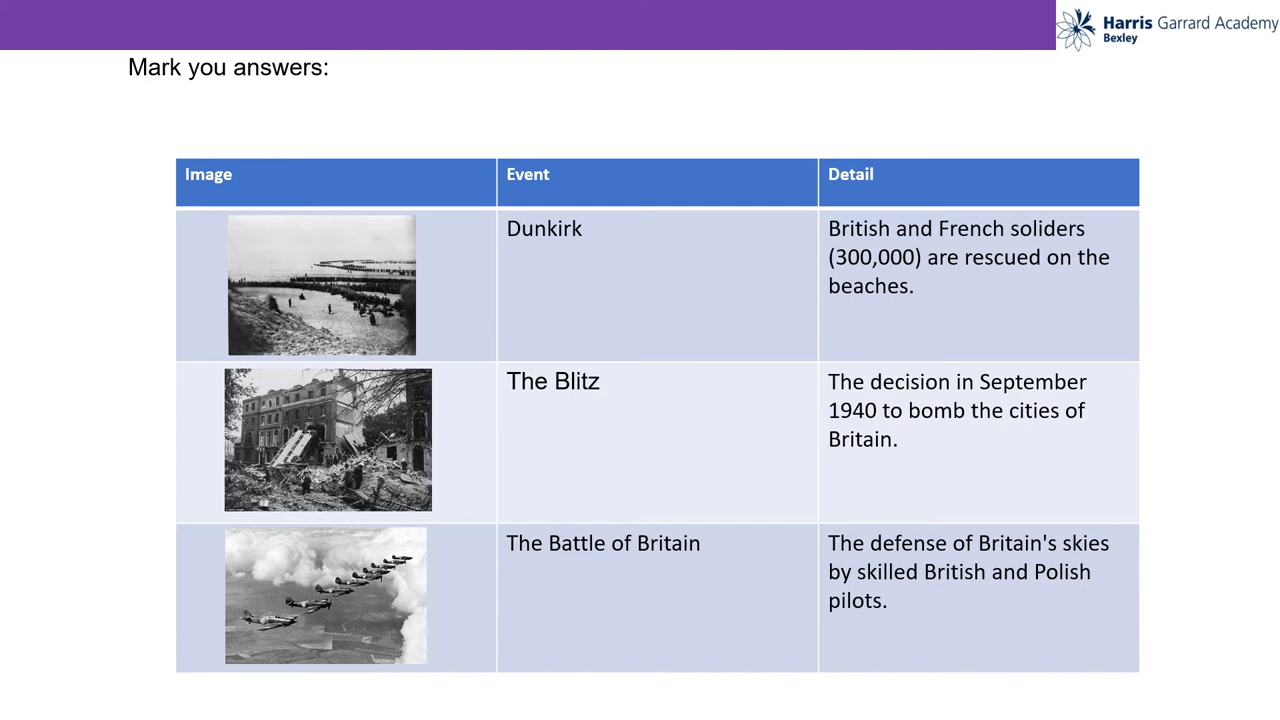 Harris Garrard Academy
Bexley
Mark you answers:
Image Event Detail
Dunkirk
British and French soliders
(300,000) are rescued on the
beaches.
The Blitz
The decision in September
1940 to bomb the cities of
Britain.
The Battle of Britain
The defense of Britain's skies
by skilled British and Polish
pilots.